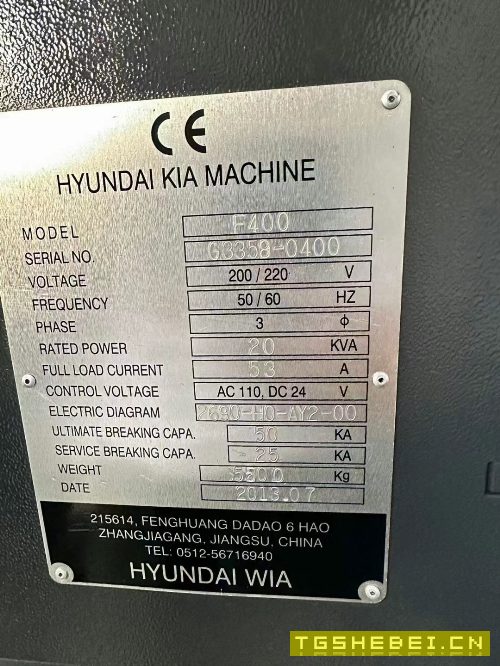 CE
HYUNDAI KIA MACHINE
MODEL F400
SERIAL NO. G3359-0400
VOLTAGE 200 / 220 V
FREQUENCY 50 / 60 HZ
PHASE 3 ϕ
RATED POWER 20 KVA
FULL LOAD CURRENT 53 A
CONTROL VOLTAGE AC 110, DC 24 V
ELECTRIC DIAGRAM
ULTIMATE BREAKING CAPA. 50 KA
SERVICE BREAKING CAPA. 25 KA
WEIGHT 5500 Kg
DATE 2013.07
215614, FENGHUANG DADAO 6 HAO
ZHANGJIAGANG, JIANGSU, CHINA
TEL: 0512-56716940
HYUNDAI WIA
TGSHEBEI.CN